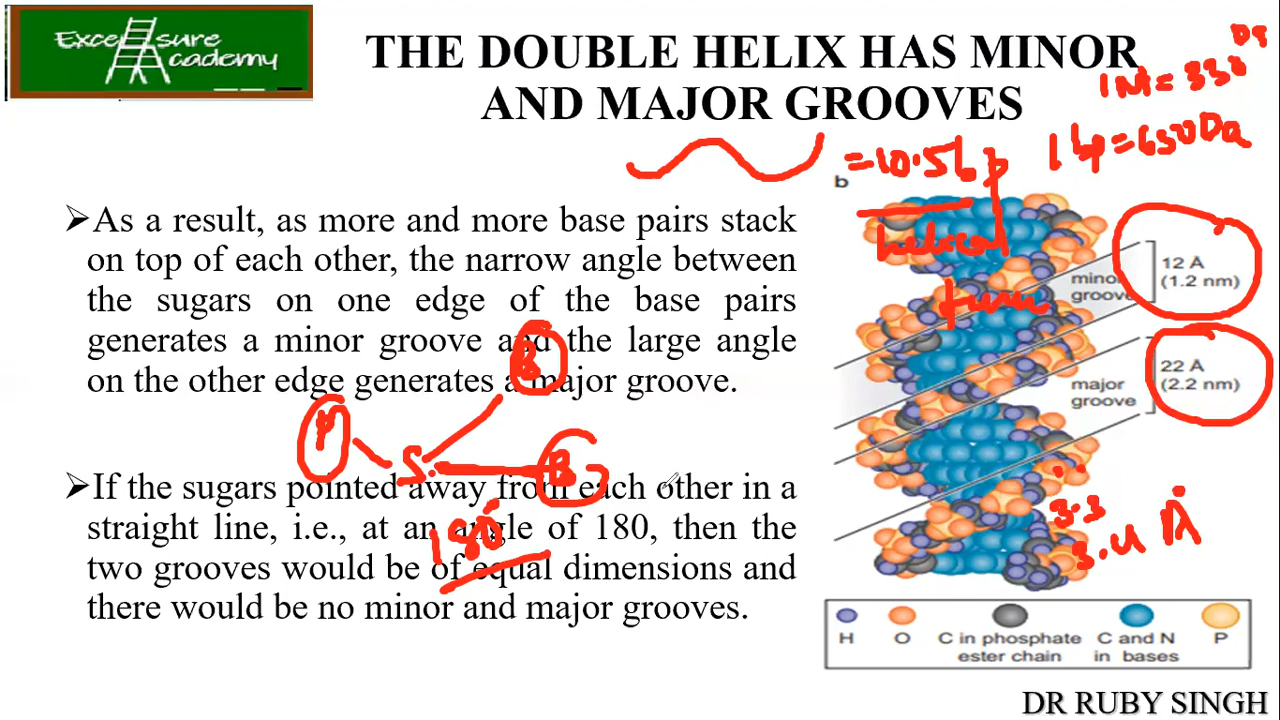 Excel sure
Academy
THE DOUBLE HELIX HAS MINOR
AND MAJOR GROOVES
1 Nt = 330 Da
1 bp = 650 Da
= 10.5 bp
helical
turn
➢As a result, as more and more base pairs stack
on top of each other, the narrow angle between
the sugars on one edge of the base pairs
generates a minor groove and the large angle
on the other edge generates a major groove.
P
S
B
B
180°
➢If the sugars pointed away from each other in a
straight line, i.e., at an angle of 180, then the
two grooves would be of equal dimensions and
there would be no minor and major grooves.
b
minor
groove
12 Å
(1.2 nm)
major
groove
22 Å
(2.2 nm)
3.3
3.4 Å
H
O
C in phosphate
ester chain
C and N
in bases
P
DR RUBY SINGH